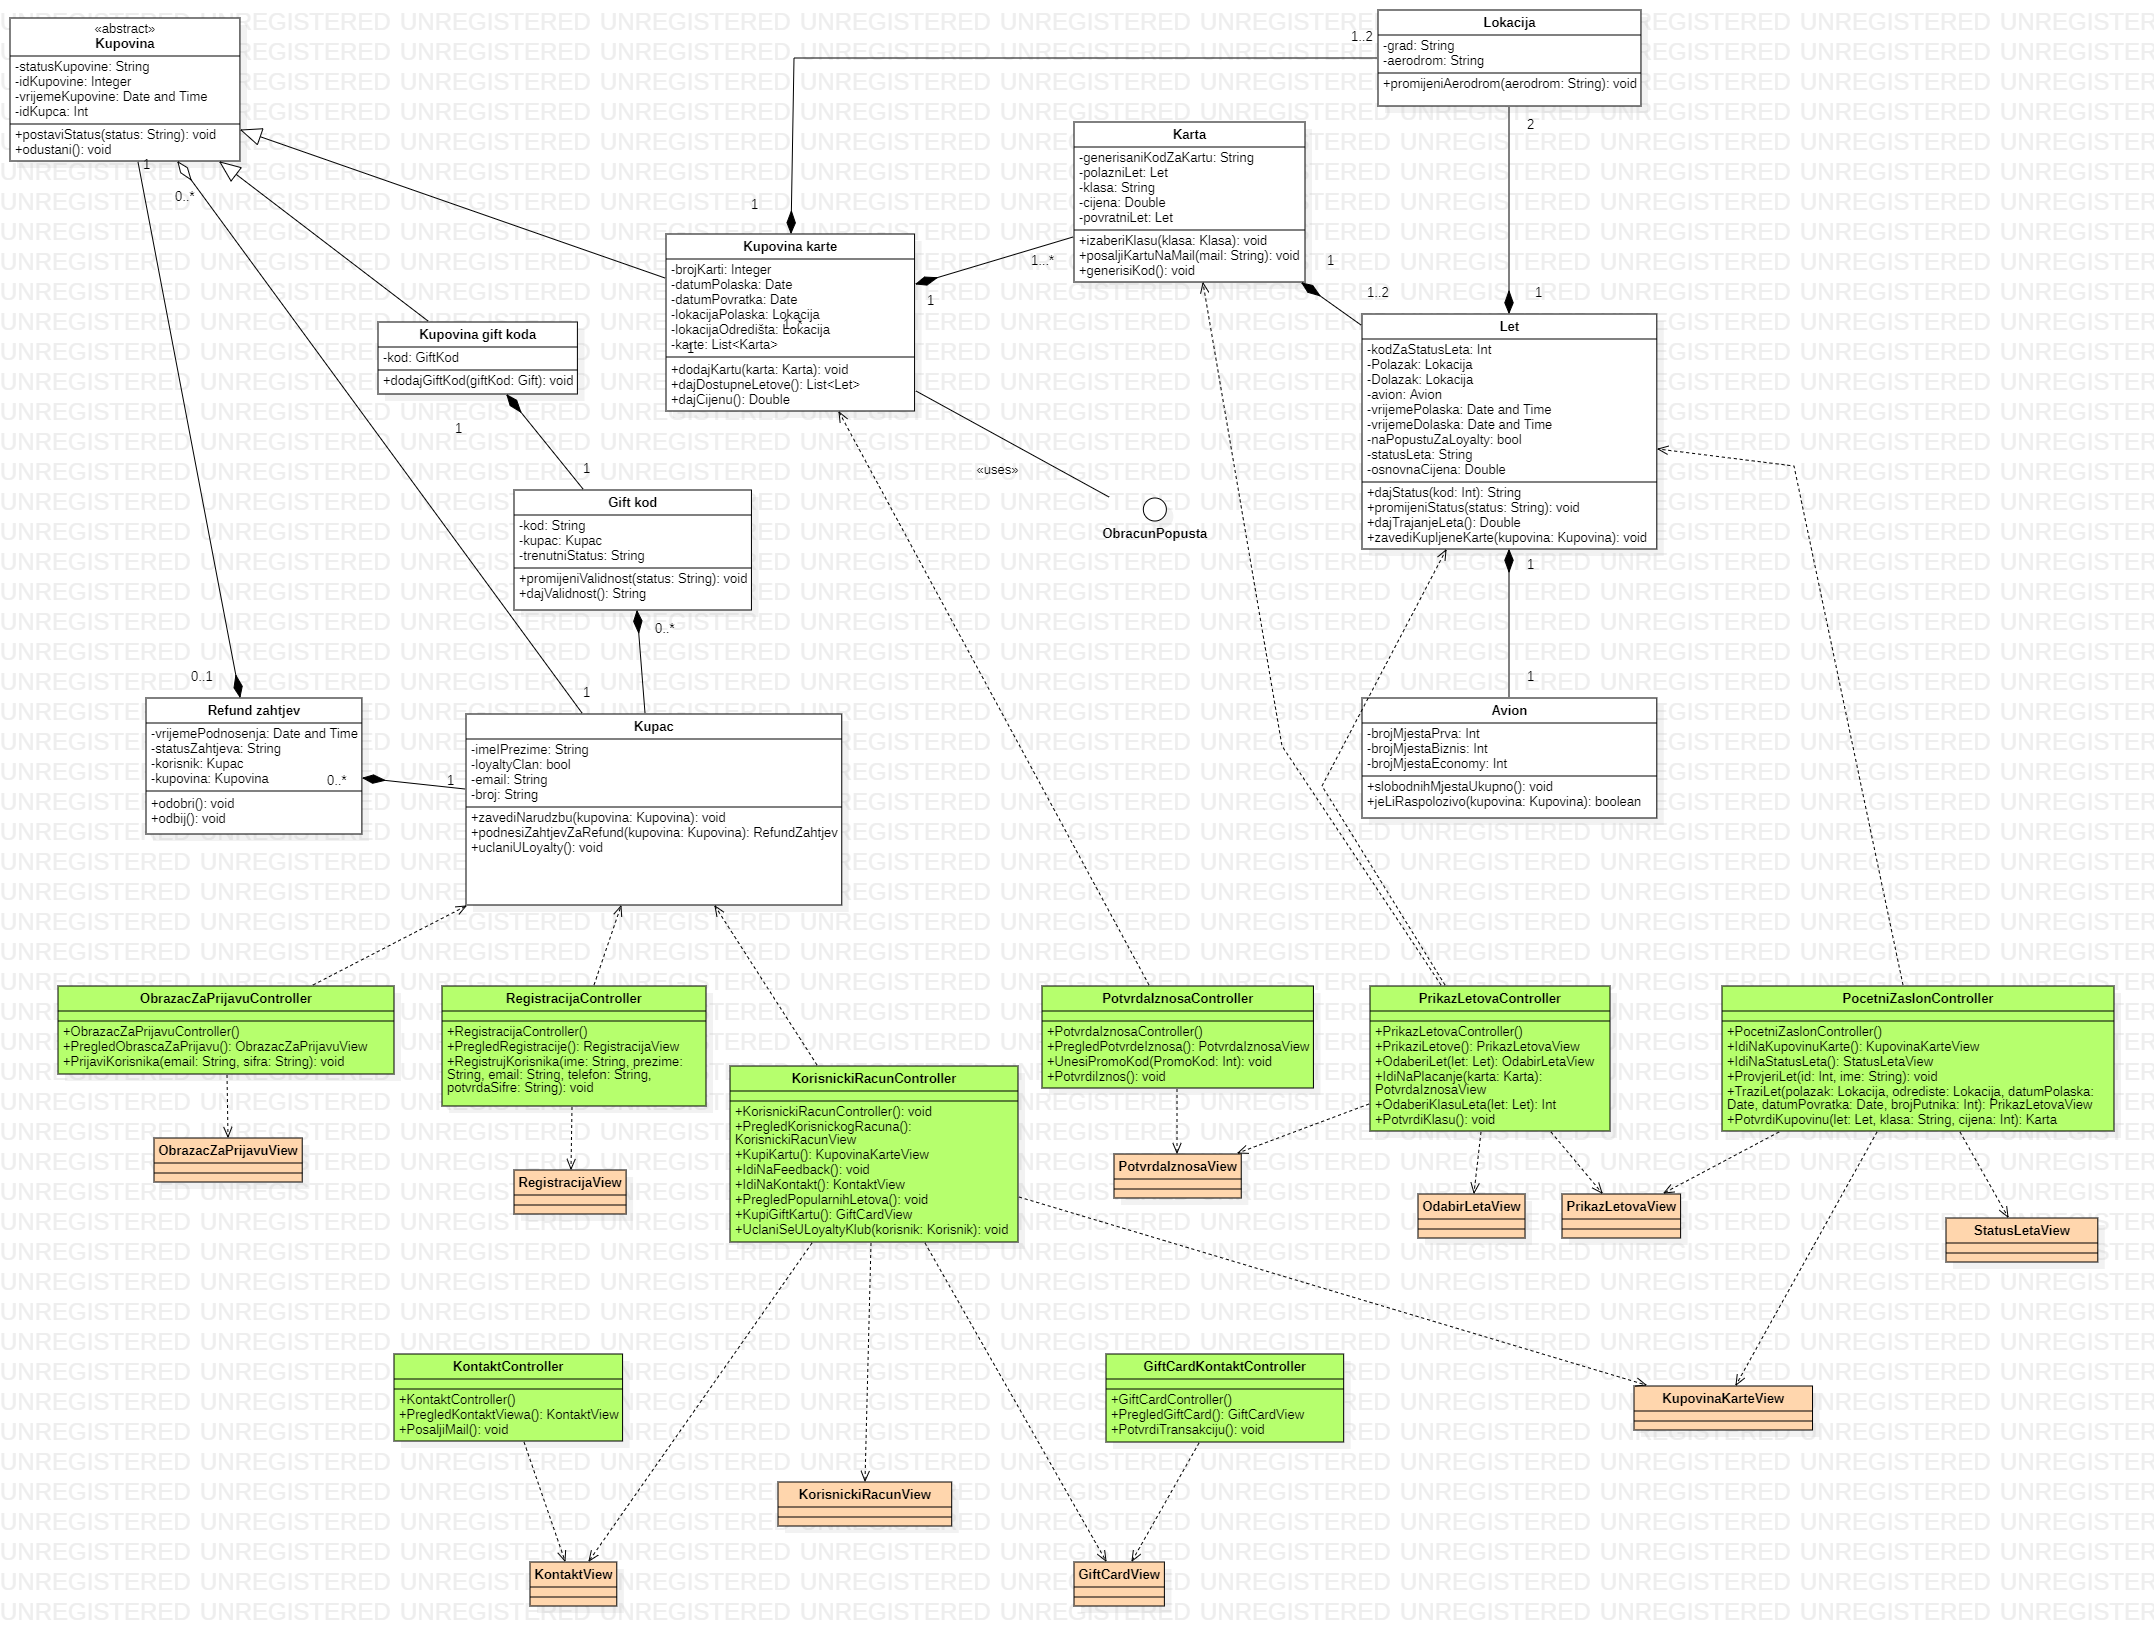 «abstract»
Kupovina
-statusKupovine: String
-idKupovine: Integer
-vrijemeKupovine: Date and Time
-idKupca: Int
+postaviStatus(status: String): void
+odustani(): void
1
0..*
Lokacija
-grad: String
-aerodrom: String
+promijeniAerodrom(aerodrom: String): void
1..2
2
1
Karta
-generisaniKodZaKartu: String
-polazniLet: Let
-klasa: String
-cijena: Double
-povratniLet: Let
+izaberiKlasu(klasa: Klasa): void
+posaljiKartuNaMail(mail: String): void
+generisiKod(): void
1...*
1
1
1..2
1
Kupovina karte
-brojKarti: Integer
-datumPolaska: Date
-datumPovratka: Date
-lokacijaPolaska: Lokacija
-lokacijaOdredišta: Lokacija
-karte: List<Karta>
1
+dodajKartu(karta: Karta): void
+dajDostupneLetove(): List<Let>
+dajCijenu(): Double
Kupovina gift koda
-kod: GiftKod
+dodajGiftKod(giftKod: Gift): void
1
1
Let
-kodZaStatusLeta: Int
-Polazak: Lokacija
-Dolazak: Lokacija
-avion: Avion
-vrijemePolaska: Date and Time
-vrijemeDolaska: Date and Time
-naPopustuZaLoyalty: bool
-statusLeta: String
-osnovnaCijena: Double
+dajStatus(kod: Int): String
+promijeniStatus(status: String): void
+dajTrajanjeLeta(): Double
+zavediKupljeneKarte(kupovina: Kupovina): void
1
1
«uses»
ObracunPopusta
Gift kod
-kod: String
-kupac: Kupac
-trenutniStatus: String
+promijeniValidnost(status: String): void
+dajValidnost(): String
0..*
0..1
1
Refund zahtjev
-vrijemePodnosenja: Date and Time
-statusZahtjeva: String
-korisnik: Kupac
-kupovina: Kupovina
+odobri(): void
+odbij(): void
0..*
1
Kupac
-imeIPrezime: String
-loyaltyClan: bool
-email: String
-broj: String
+zavediNarudzbu(kupovina: Kupovina): void
+podnesiZahtjevZaRefund(kupovina: Kupovina): RefundZahtjev
+uclaniULoyalty(): void
Avion
-brojMjestaPrva: Int
-brojMjestaBiznis: Int
-brojMjestaEconomy: Int
+slobodnihMjestaUkupno(): void
+jeLiRaspolozivo(kupovina: Kupovina): boolean
ObrazacZaPrijavuController
+ObrazacZaPrijavuController()
+PregledObrascaZaPrijavu(): ObrazacZaPrijavuView
+PrijaviKorisnika(email: String, sifra: String): void
RegistracijaController
+RegistracijaController()
+PregledRegistracije(): RegistracijaView
+RegistrujKorisnika(ime: String, prezime:
String, email: String, telefon: String,
potvrdaSifre: String): void
KorisnickiRacunController
+KorisnickiRacunController(): void
+PregledKorisnickogRacuna():
KorisnickiRacunView
+KupiKartu(): KupovinaKarteView
+IdiNaFeedback(): void
+IdiNaKontakt(): KontaktView
+PregledPopularnihLetova(): void
+KupiGiftKartu(): GiftCardView
+UclaniSeULoyaltyKlub(korisnik: Korisnik): void
PotvrdaIznosaController
+PotvrdaIznosaController()
+PregledPotvrdeIznosa(): PotvrdaIznosaView
+UnesiPromoKod(PromoKod: Int): void
+PotvrdiIznos(): void
PrikazLetovaController
+PrikazLetovaController()
+PrikaziLetove(): PrikazLetovaView
+OdaberiLet(let: Let): OdabirLetaView
+IdiNaPlacanje(karta: Karta):
PotvrdaIznosaView
+OdaberiKlasuLeta(let: Let): Int
+PotvrdiKlasu(): void
PocetniZaslonController
+PocetniZaslonController()
+IdiNaKupovinuKarte(): KupovinaKarteView
+IdiNaStatusLeta(): StatusLetaView
+ProvjeriLet(id: Int, ime: String): void
+TraziLet(polazak: Lokacija, odrediste: Lokacija, datumPolaska:
Date, datumPovratka: Date, brojPutnika: Int): PrikazLetovaView
+PotvrdiKupovinu(let: Let, klasa: String, cijena: Int): Karta
ObrazacZaPrijavuView
RegistracijaView
PotvrdaIznosaView
OdabirLetaView
PrikazLetovaView
StatusLetaView
KontaktController
+KontaktController()
+PregledKontaktViewa(): KontaktView
+PosaljiMail(): void
GiftCardKontaktController
+GiftCardController()
+PregledGiftCard(): GiftCardView
+PotvrdiTransakciju(): void
KupovinaKarteView
KorisnickiRacunView
KontaktView
GiftCardView
UNREGISTERED